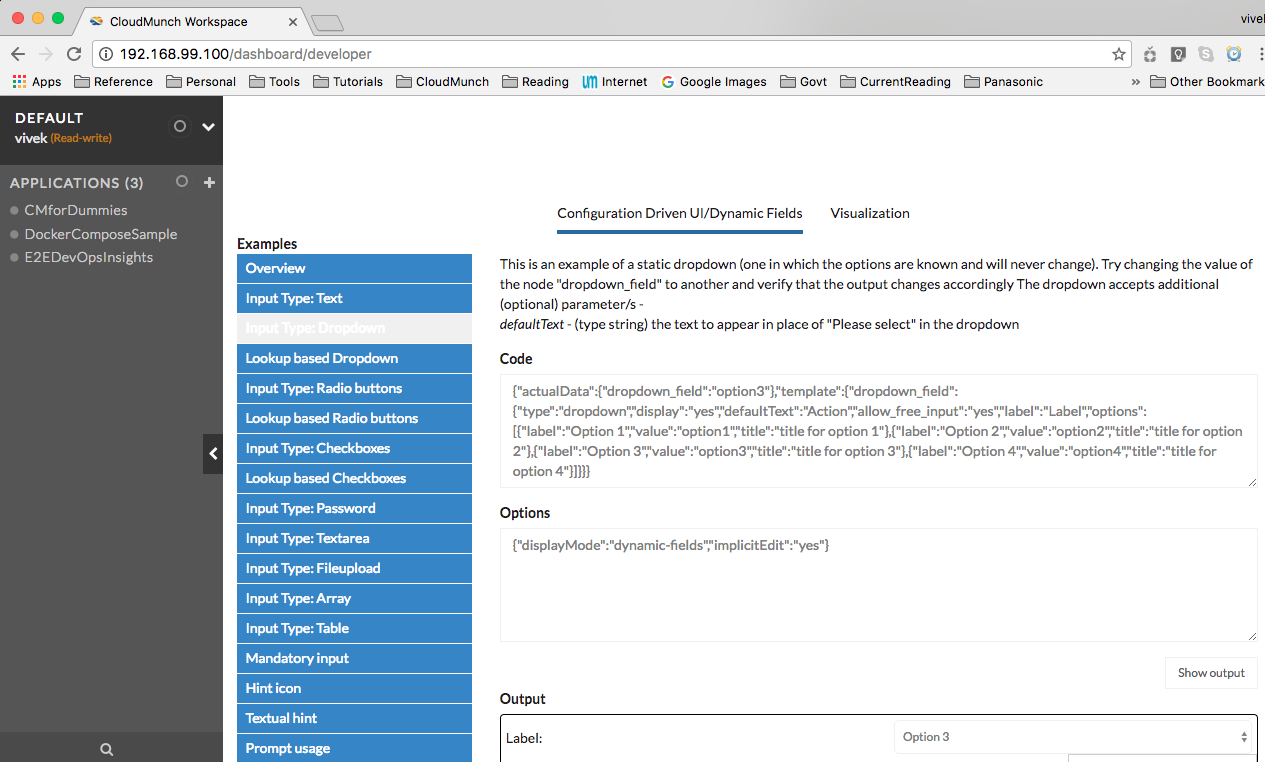 CloudMunch Workspace
192.168.99.100/dashboard/developer
Apps Reference Personal Tools Tutorials CloudMunch Reading Internet Google Images Govt CurrentReading Panasonic » Other Bookmark
DEFAULT
vivek (Read-write)
APPLICATIONS (3)
CMforDummies
DockerComposeSample
E2EDevOpsInsights
Configuration Driven UI/Dynamic Fields Visualization
Examples
Overview
Input Type: Text
Input Type: Dropdown
Lookup based Dropdown
Input Type: Radio buttons
Lookup based Radio buttons
Input Type: Checkboxes
Lookup based Checkboxes
Input Type: Password
Input Type: Textarea
Input Type: Fileupload
Input Type: Array
Input Type: Table
Mandatory input
Hint icon
Textual hint
Prompt usage
This is an example of a static dropdown (one in which the options are known and will never change). Try changing the value of
the node "dropdown_field" to another and verify that the output changes accordingly The dropdown accepts additional
(optional) parameter/s -
defaultText - (type string) the text to appear in place of "Please select" in the dropdown
Code
{"actualData":{"dropdown_field":"option3"},"template":{"dropdown_field":
{"type":"dropdown","display":"yes","defaultText":"Action","allow_free_input":"yes","label":"Label","options":
[{"label":"Option 1","value":"option1","title":"title for option 1"},{"label":"Option 2","value":"option2","title":"title for option
2"},{"label":"Option 3","value":"option3","title":"title for option 3"},{"label":"Option 4","value":"option4","title":"title for
option 4"}]}}}
Options
{"displayMode":"dynamic-fields","implicitEdit":"yes"}
Show output
Output
Label:
Option 3